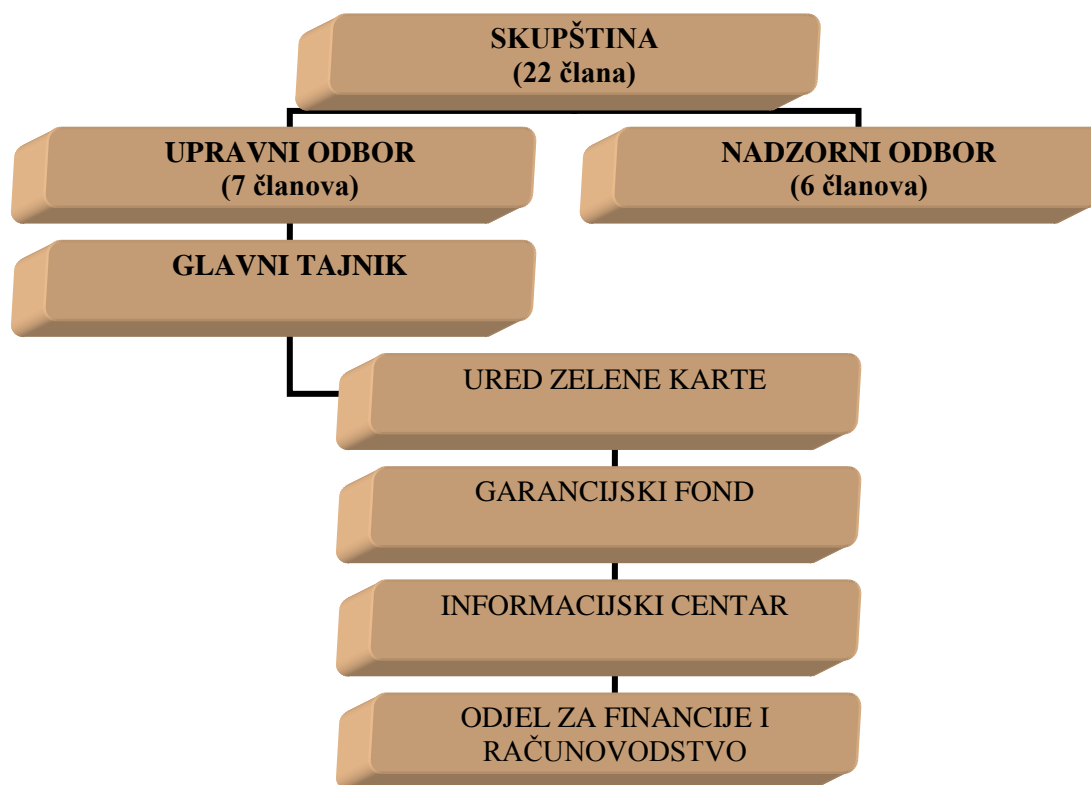 SKUPŠTINA
(22 člana)
UPRAVNI ODBOR
(7 članova)
NADZORNI ODBOR
(6 članova)
GLAVNI TAJNIK
URED ZELENE KARTE
GARANCIJSKI FOND
INFORMACIJSKI CENTAR
ODJEL ZA FINANCIJE I
RAČUNOVODSTVO